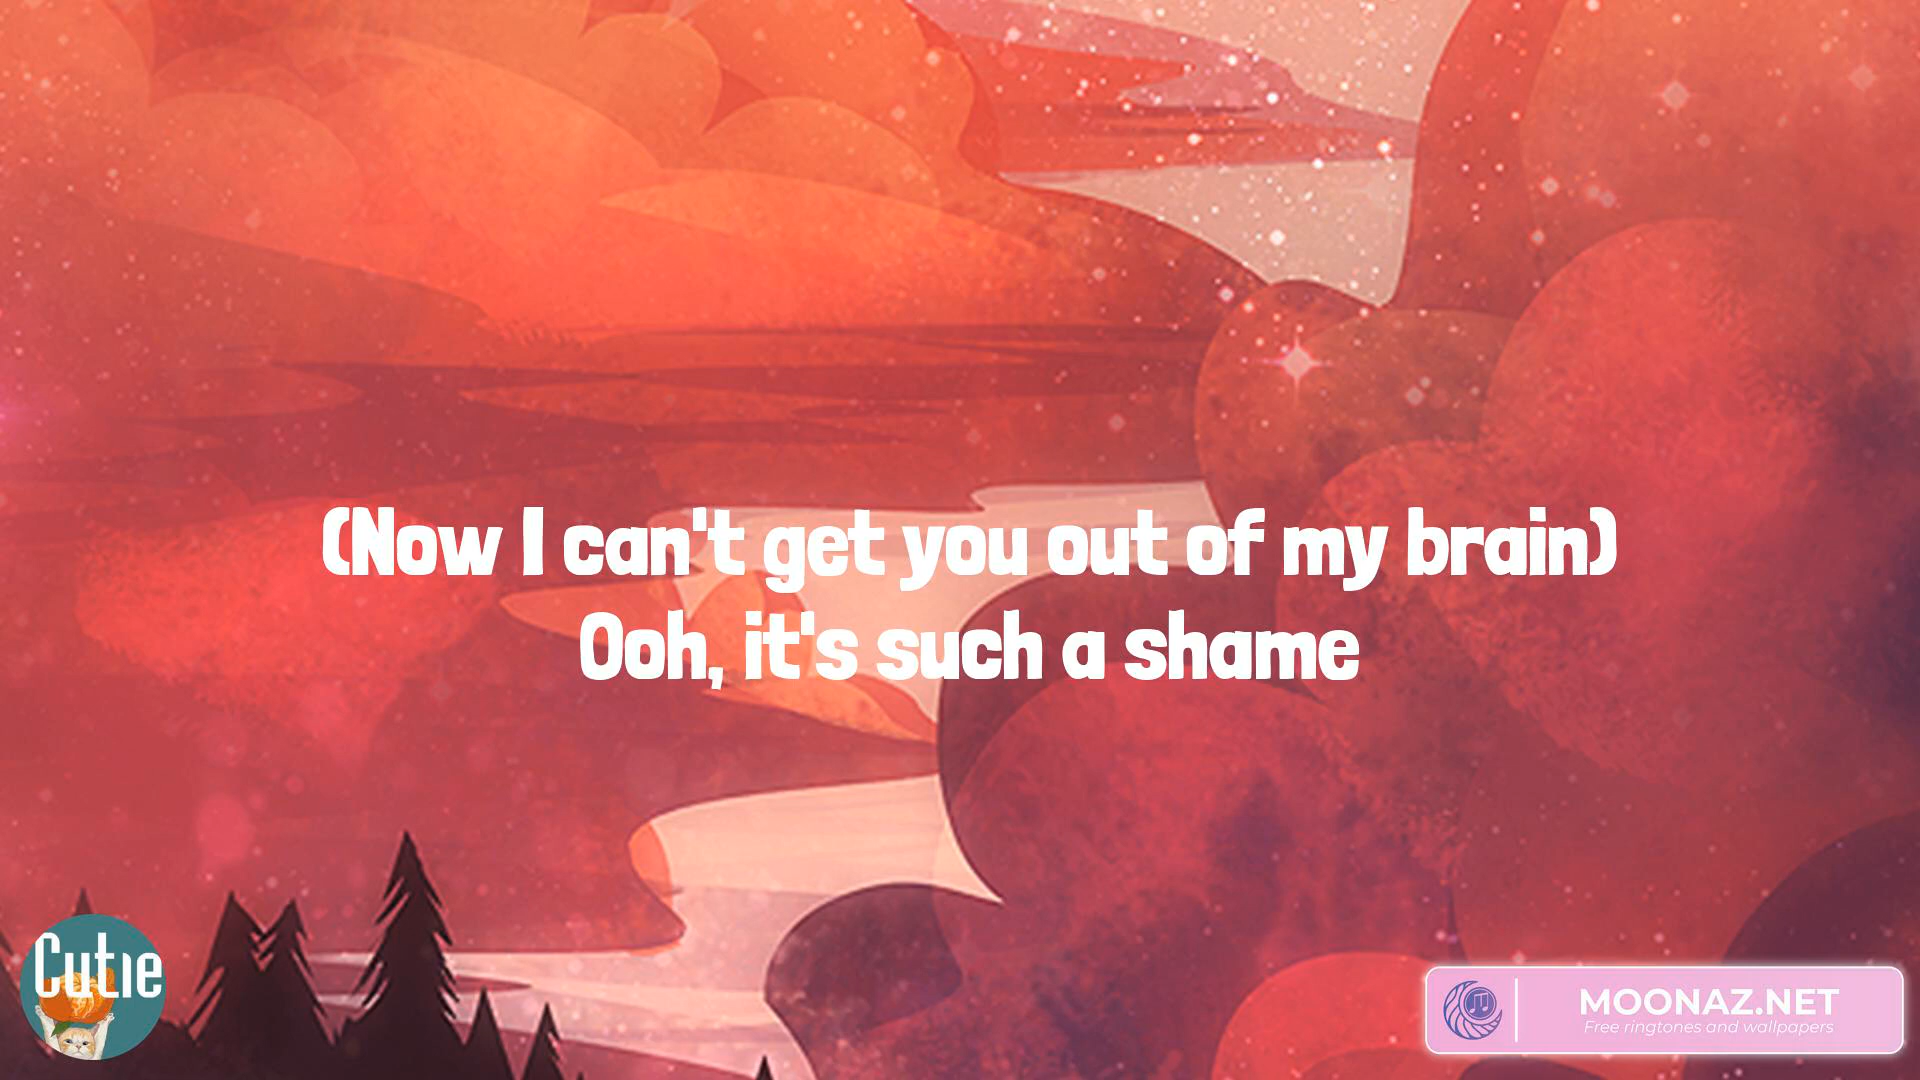 (Now I can't get you out of my brain)
Ooh, it's such a shame
Cutie
MOONAZ.NET
Free ringtones and wallpapers